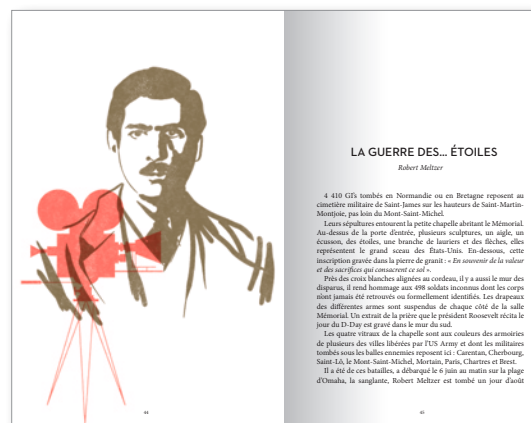 LA GUERRE DES... ÉTOILES
Robert Meltzer
4 410 GI's tombés en Normandie ou en Bretagne reposent au
cimetière militaire de Saint-James sur les hauteurs de Saint-Martin-
Montjoie, pas loin du Mont-Saint-Michel.
Leurs sépultures entourent la petite chapelle abritant le Mémorial.
Au-dessus de la porte d'entrée, plusieurs sculptures, un aigle, un
écusson, des étoiles, une branche de lauriers et des flèches, elles
représentent le grand sceau des États-Unis. En-dessous, cette
inscription gravée dans la pierre de granit : « En souvenir de la valeur
et des sacrifices qui consacrent ce sol ».
Près des croix blanches alignées au cordeau, il y a aussi le mur des
disparus, il rend hommage aux 498 soldats inconnus dont les corps
n'ont jamais été retrouvés ou formellement identifiés. Les drapeaux
des différentes armes sont suspendus de chaque côté de la salle
Mémorial. Un extrait de la prière que le président Roosevelt récita le
jour du D-Day est gravé dans le mur du sud.
Les quatre vitraux de la chapelle sont aux couleurs des armoiries
de plusieurs des villes libérées par l'US Army et dont les militaires
tombés sous les balles ennemies reposent ici : Carentan, Cherbourg,
Saint-Lô, le Mont-Saint-Michel, Mortain, Paris, Chartres et Brest.
Il a été de ces batailles, a débarqué le 6 juin au matin sur la plage
d'Omaha, la sanglante, Robert Meltzer est tombé un jour d'août
44
45